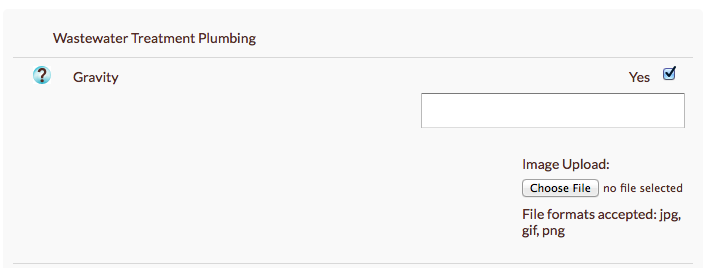 Wastewater Treatment Plumbing
? Gravity Yes
Image Upload:
Choose File no file selected
File formats accepted: jpg,
gif, png